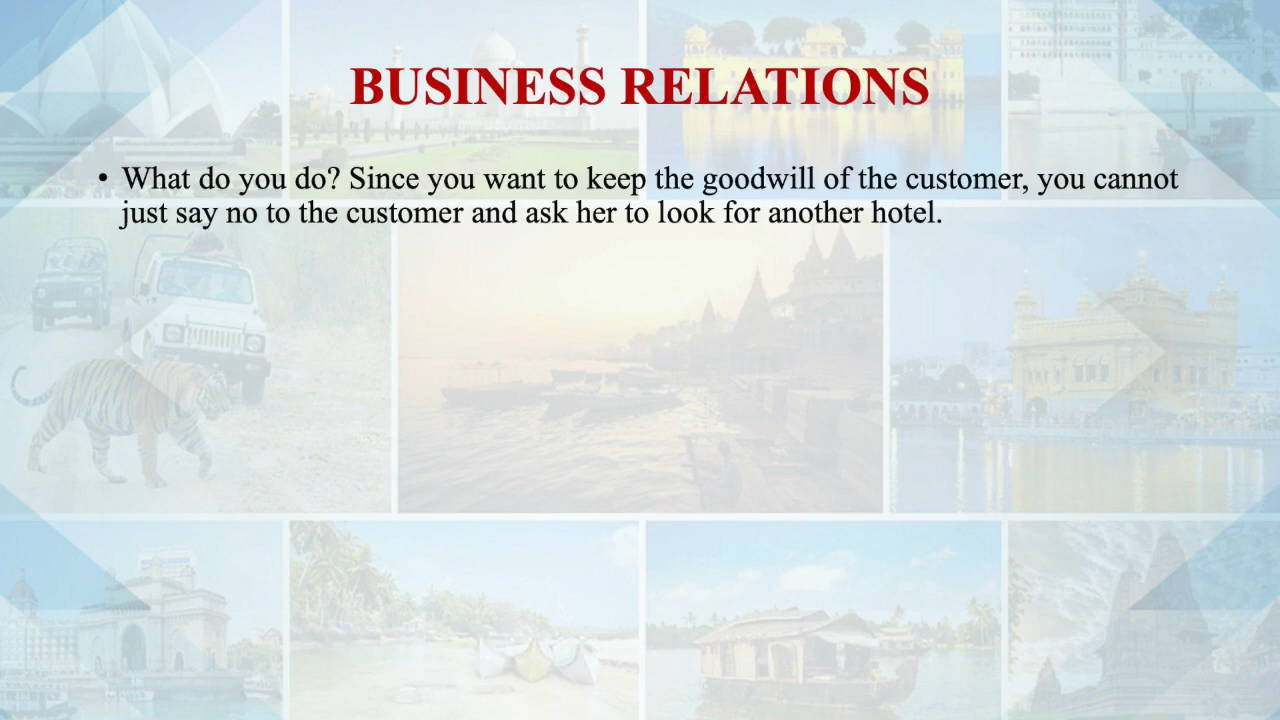 BUSINESS RELATIONS
• What do you do? Since you want to keep the goodwill of the customer, you cannot
just say no to the customer and ask her to look for another hotel.